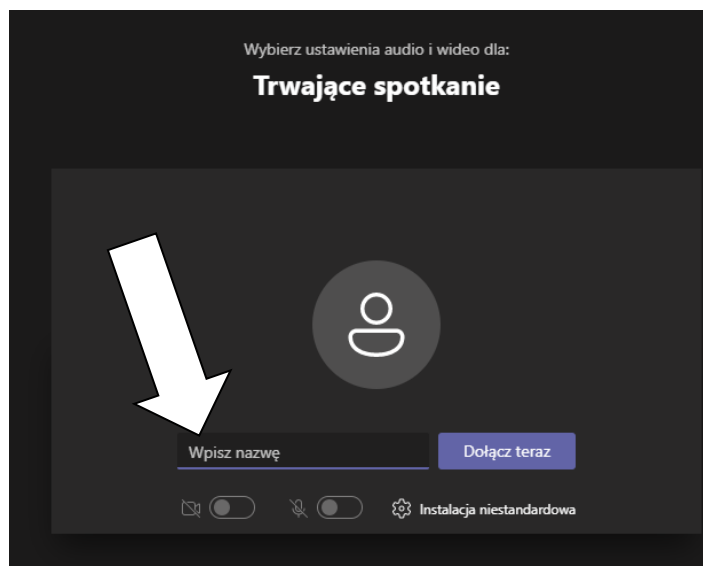 Wybierz ustawienia audio i wideo dla:
Trwające spotkanie
Wpisz nazwę
Dołącz teraz
Instalacja niestandardowa